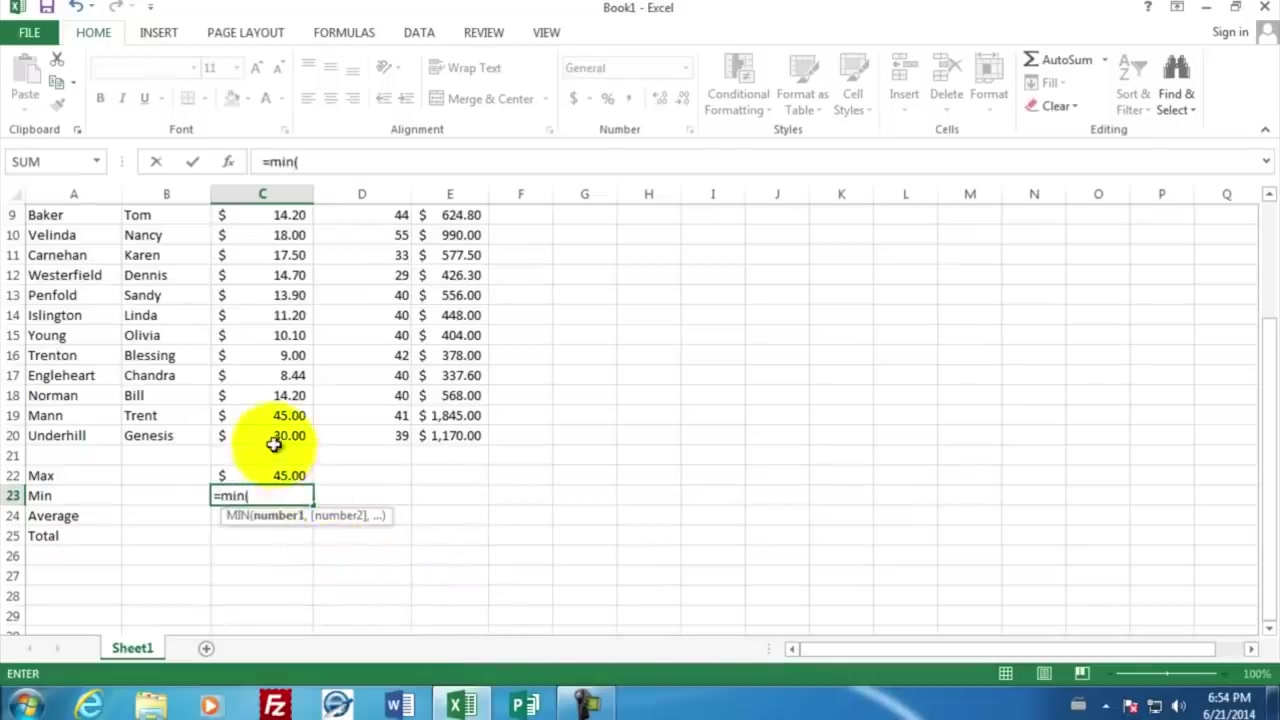 Book1 - Excel
FILE HOME INSERT PAGE LAYOUT FORMULAS DATA REVIEW VIEW Sign in
Paste 11 Wrap Text General Conditional Formatting Format as Table Cell Styles Insert Delete Format AutoSum Sort & Filter Find & Select
B I U Merge & Center $ % , Fill
Clear
Clipboard Font Alignment Number Styles Cells Editing
SUM fx =min(
A B C D E F G H I J K L M N O P Q
9 Baker Tom $ 14.20 44 $ 624.80
10 Velinda Nancy $ 18.00 55 $ 990.00
11 Carnehan Karen $ 17.50 33 $ 577.50
12 Westerfield Dennis $ 14.70 29 $ 426.30
13 Penfold Sandy $ 13.90 40 $ 556.00
14 Islington Linda $ 11.20 40 $ 448.00
15 Young Olivia $ 10.10 40 $ 404.00
16 Trenton Blessing $ 9.00 42 $ 378.00
17 Engleheart Chandra $ 8.44 40 $ 337.60
18 Norman Bill $ 14.20 40 $ 568.00
19 Mann Trent $ 45.00 41 $ 1,845.00
20 Underhill Genesis $ 30.00 39 $ 1,170.00
21
22 Max $ 45.00
23 Min =min(
24 Average MIN(number1, [number2], ...)
25 Total
26
27
28
29
Sheet1
ENTER 100%
6:54 PM
6/21/2014